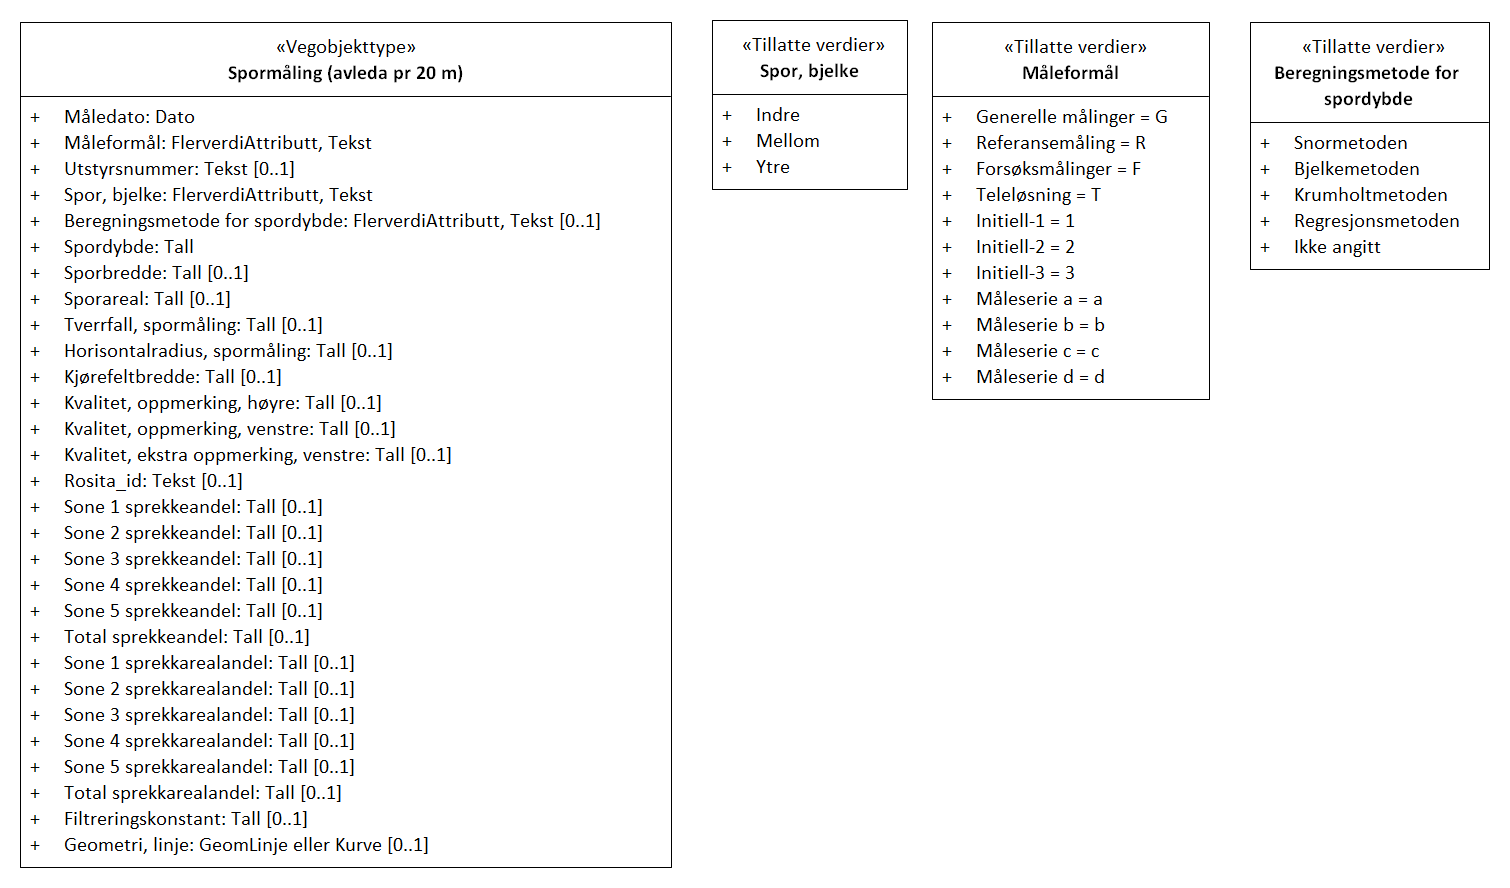 «Vegobjekttype»
Spormåling (avleda pr 20 m)
+ Måledato: Dato
+ Måleformål: FlerverdiAttributt, Tekst
+ Utstyrsnummer: Tekst [0..1]
+ Spor, bjelke: FlerverdiAttributt, Tekst
+ Beregningsmetode for spordybde: FlerverdiAttributt, Tekst [0..1]
+ Spordybde: Tall
+ Sporbredde: Tall [0..1]
+ Sporareal: Tall [0..1]
+ Tverrfall, spormåling: Tall [0..1]
+ Horisontalradius, spormåling: Tall [0..1]
+ Kjørefeltbredde: Tall [0..1]
+ Kvalitet, oppmerking, høyre: Tall [0..1]
+ Kvalitet, oppmerking, venstre: Tall [0..1]
+ Kvalitet, ekstra oppmerking, venstre: Tall [0..1]
+ Rosita_id: Tekst [0..1]
+ Sone 1 sprekkeandel: Tall [0..1]
+ Sone 2 sprekkeandel: Tall [0..1]
+ Sone 3 sprekkeandel: Tall [0..1]
+ Sone 4 sprekkeandel: Tall [0..1]
+ Sone 5 sprekkeandel: Tall [0..1]
+ Total sprekkeandel: Tall [0..1]
+ Sone 1 sprekkarealandel: Tall [0..1]
+ Sone 2 sprekkarealandel: Tall [0..1]
+ Sone 3 sprekkarealandel: Tall [0..1]
+ Sone 4 sprekkarealandel: Tall [0..1]
+ Sone 5 sprekkarealandel: Tall [0..1]
+ Total sprekkarealandel: Tall [0..1]
+ Filtreringskonstant: Tall [0..1]
+ Geometri, linje: GeomLinje eller Kurve [0..1]
«Tillatte verdier»
Spor, bjelke
+ Indre
+ Mellom
+ Ytre
«Tillatte verdier»
Måleformål
+ Generelle målinger = G
+ Referansemåling = R
+ Forsøksmålinger = F
+ Teleløsning = T
+ Initiell-1 = 1
+ Initiell-2 = 2
+ Initiell-3 = 3
+ Måleserie a = a
+ Måleserie b = b
+ Måleserie c = c
+ Måleserie d = d
«Tillatte verdier»
Beregningsmetode for
spordybde
+ Snormetoden
+ Bjelkemetoden
+ Krumholtmetoden
+ Regresjonsmetoden
+ Ikke angitt